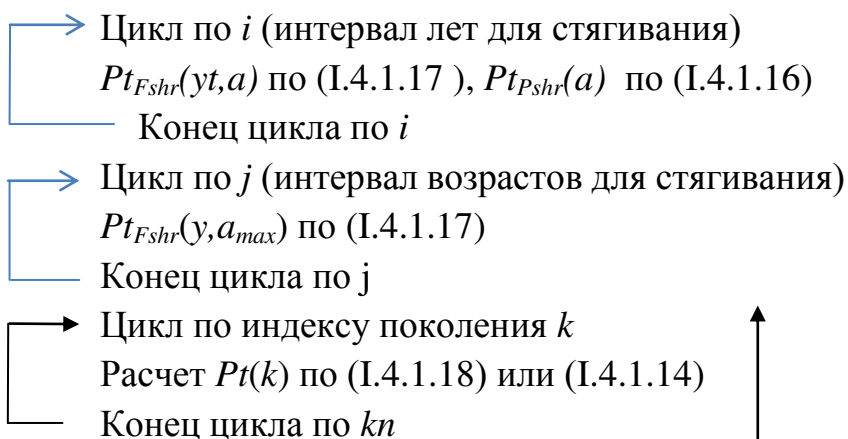 Цикл по i (интервал лет для стягивания)
PtFshr(yt,a) по (I.4.1.17 ), PtPshr(a) по (I.4.1.16)
Конец цикла по i
Цикл по j (интервал возрастов для стягивания)
PtFshr(y,amax) по (I.4.1.17)
Конец цикла по j
Цикл по индексу поколения k
Расчет Pt(k) по (I.4.1.18) или (I.4.1.14)
Конец цикла по kn